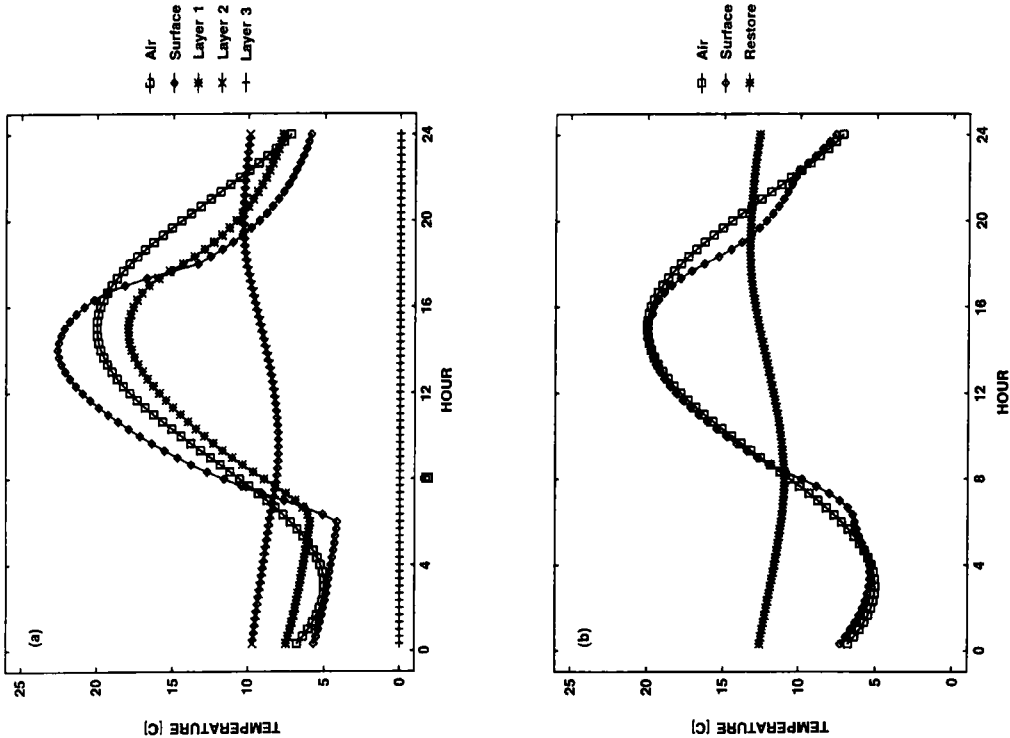 (a)
TEMPERATURE [C]
25
20
15
10
5
0
0
4
8
12
16
20
24
HOUR
Air
Surface
Layer 1
Layer 2
Layer 3
(b)
TEMPERATURE [C]
25
20
15
10
5
0
0
4
8
12
16
20
24
HOUR
Air
Surface
Restore